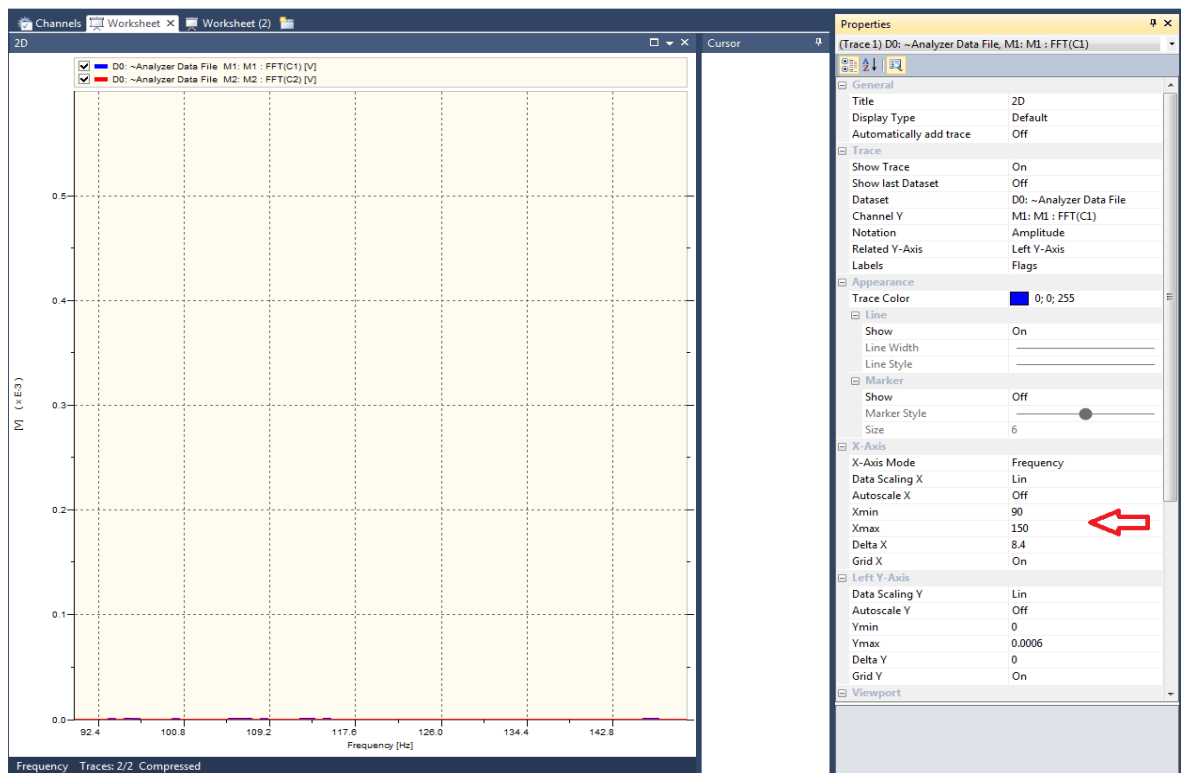 Channels Worksheet Worksheet (2)
2D
D0: ~Analyzer Data File M1: M1 : FFT(C1) [V]
D0: ~Analyzer Data File M2: M2 : FFT(C2) [V]
0.5
0.4
0.3
0.2
0.1
0.0
[V] ( x E-3 )
92.4 100.8 109.2 117.6 126.0 134.4 142.8
Frequency [Hz]
Frequency Traces: 2/2 Compressed
Cursor
Properties
(Trace 1) D0: ~Analyzer Data File, M1: M1 : FFT(C1)
General
Title 2D
Display Type Default
Automatically add trace Off
Trace
Show Trace On
Show last Dataset Off
Dataset D0: ~Analyzer Data File
Channel Y M1: M1 : FFT(C1)
Notation Amplitude
Related Y-Axis Left Y-Axis
Labels Flags
Appearance
Trace Color 0; 0; 255
Line
Show On
Line Width
Line Style
Marker
Show Off
Marker Style
Size 6
X-Axis
X-Axis Mode Frequency
Data Scaling X Lin
Autoscale X Off
Xmin 90
Xmax 150
Delta X 8.4
Grid X On
Left Y-Axis
Data Scaling Y Lin
Autoscale Y Off
Ymin 0
Ymax 0.0006
Delta Y 0
Grid Y On
Viewport